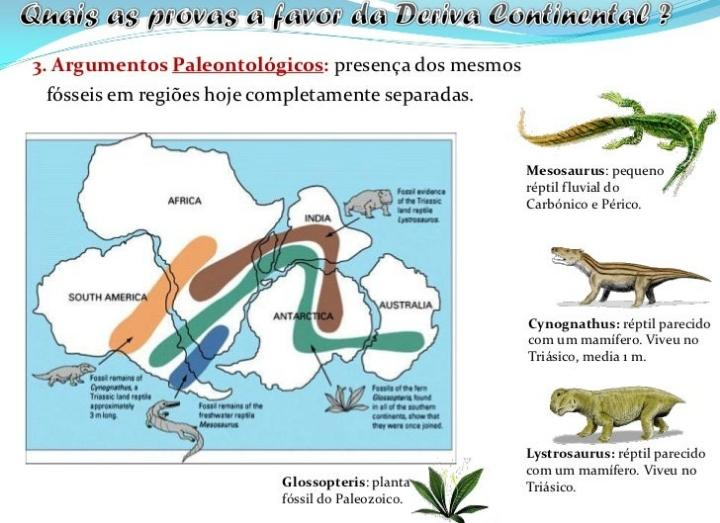 Quais as provas a favor da Deriva Continental ?
3. Argumentos Paleontológicos: presença dos mesmos
fósseis em regiões hoje completamente separadas.
AFRICA
INDIA
SOUTH AMERICA
ANTARCTICA
AUSTRALIA
Fossil evidence
of the Triassic
land reptile
Lystrosaurus.
Fossil remains of
Cynognathus, a
Triassic land reptile
approximately
3 m long.
Fossil remains of the
freshwater reptile
Mesosaurus.
Fossils of the fern
Glossopteris, found
in all of the southern
continents, show that
they were once joined.
Mesosaurus: pequeno
réptil fluvial do
Carbónico e Périco.
Cynognathus: réptil parecido
com um mamífero. Viveu no
Triásico, media 1 m.
Lystrosaurus: réptil parecido
com um mamífero. Viveu no
Triásico.
Glossopteris: planta
fóssil do Paleozoico.